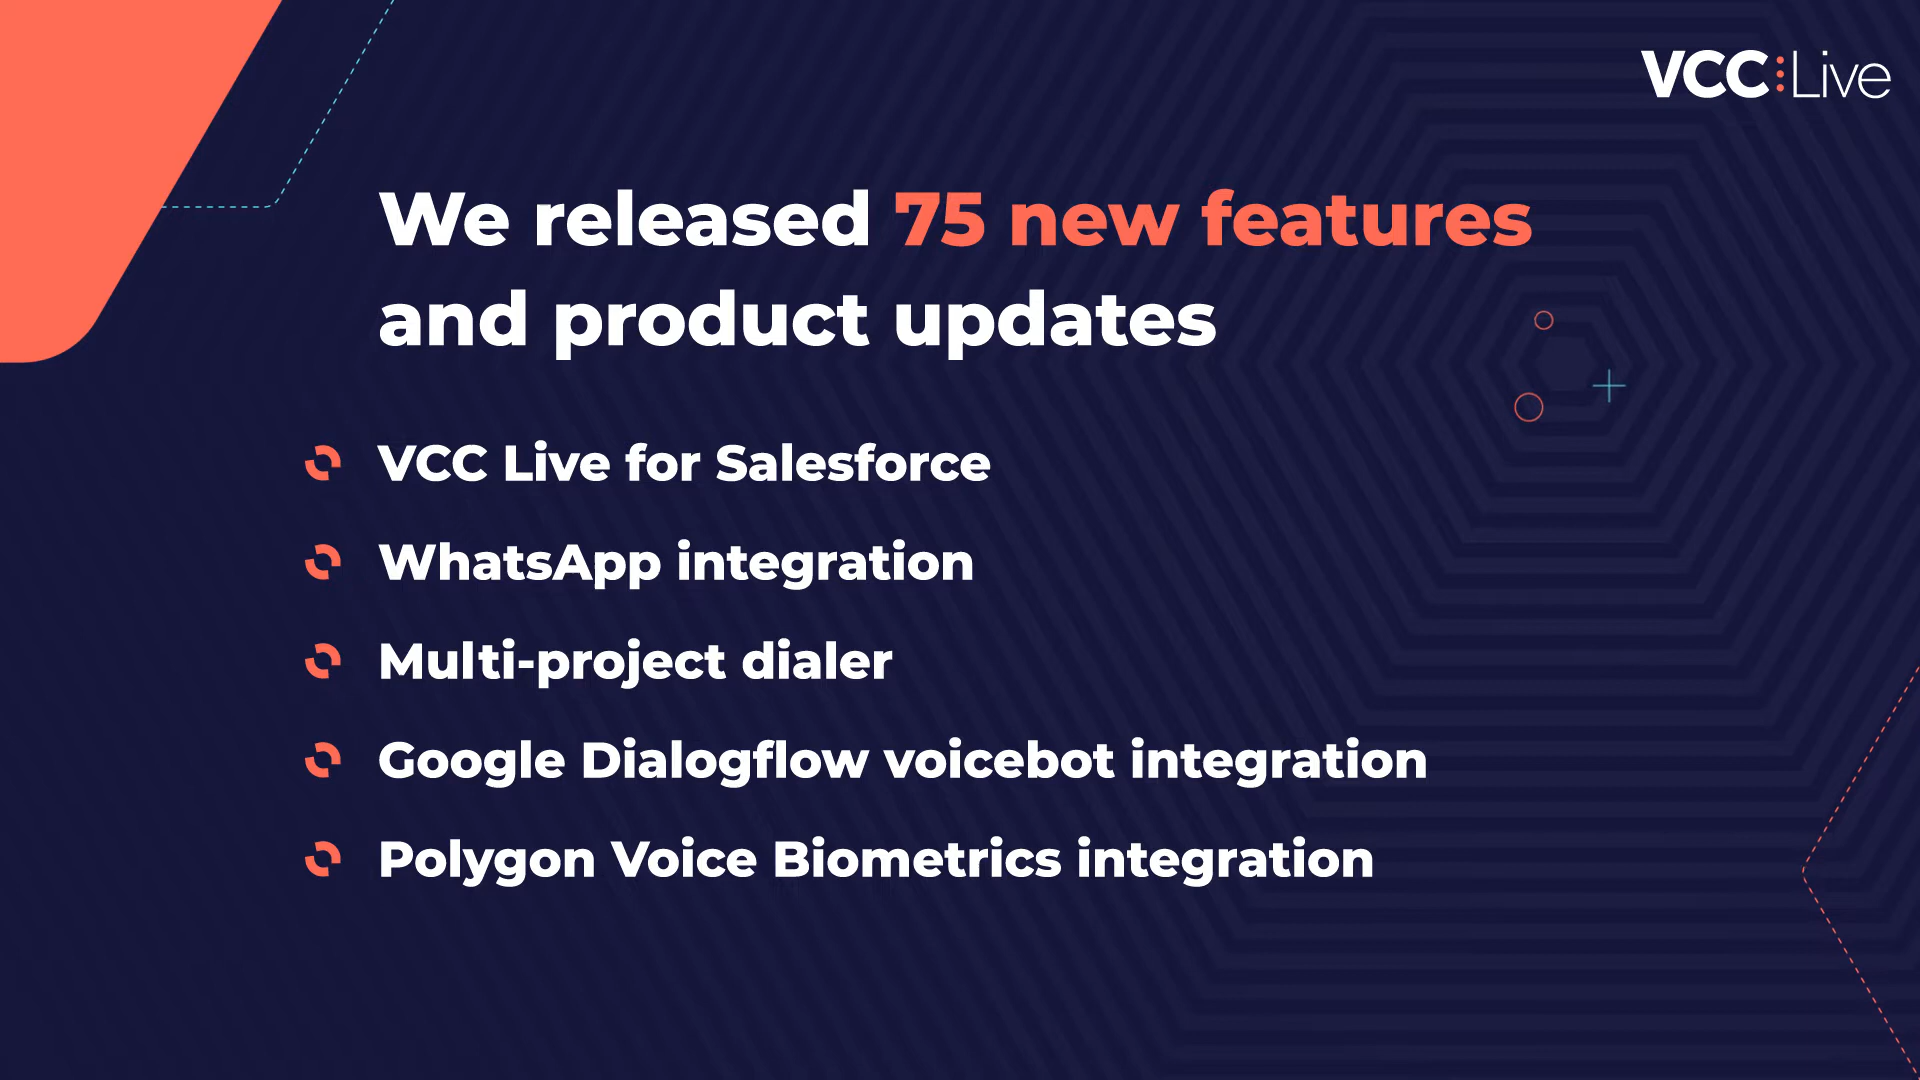 VCC Live
We released 75 new features
and product updates
VCC Live for Salesforce
WhatsApp integration
Multi-project dialer
Google Dialogflow voicebot integration
Polygon Voice Biometrics integration